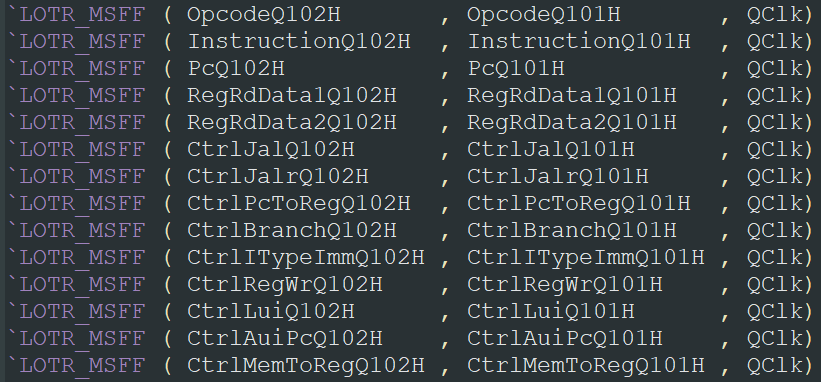 `LOTR_MSFF ( OpcodeQ102H      , OpcodeQ101H      , QClk)
`LOTR_MSFF ( InstructionQ102H , InstructionQ101H , QClk)
`LOTR_MSFF ( PcQ102H          , PcQ101H          , QClk)
`LOTR_MSFF ( RegRdData1Q102H  , RegRdData1Q101H  , QClk)
`LOTR_MSFF ( RegRdData2Q102H  , RegRdData2Q101H  , QClk)
`LOTR_MSFF ( CtrlJalQ102H     , CtrlJalQ101H     , QClk)
`LOTR_MSFF ( CtrlJalrQ102H    , CtrlJalrQ101H    , QClk)
`LOTR_MSFF ( CtrlPcToRegQ102H , CtrlPcToRegQ101H , QClk)
`LOTR_MSFF ( CtrlBranchQ102H  , CtrlBranchQ101H  , QClk)
`LOTR_MSFF ( CtrlITypeImmQ102H , CtrlITypeImmQ101H , QClk)
`LOTR_MSFF ( CtrlRegWrQ102H   , CtrlRegWrQ101H   , QClk)
`LOTR_MSFF ( CtrlLuiQ102H     , CtrlLuiQ101H     , QClk)
`LOTR_MSFF ( CtrlAuiPcQ102H   , CtrlAuiPcQ101H   , QClk)
`LOTR_MSFF ( CtrlMemToRegQ102H , CtrlMemToRegQ101H , QClk)